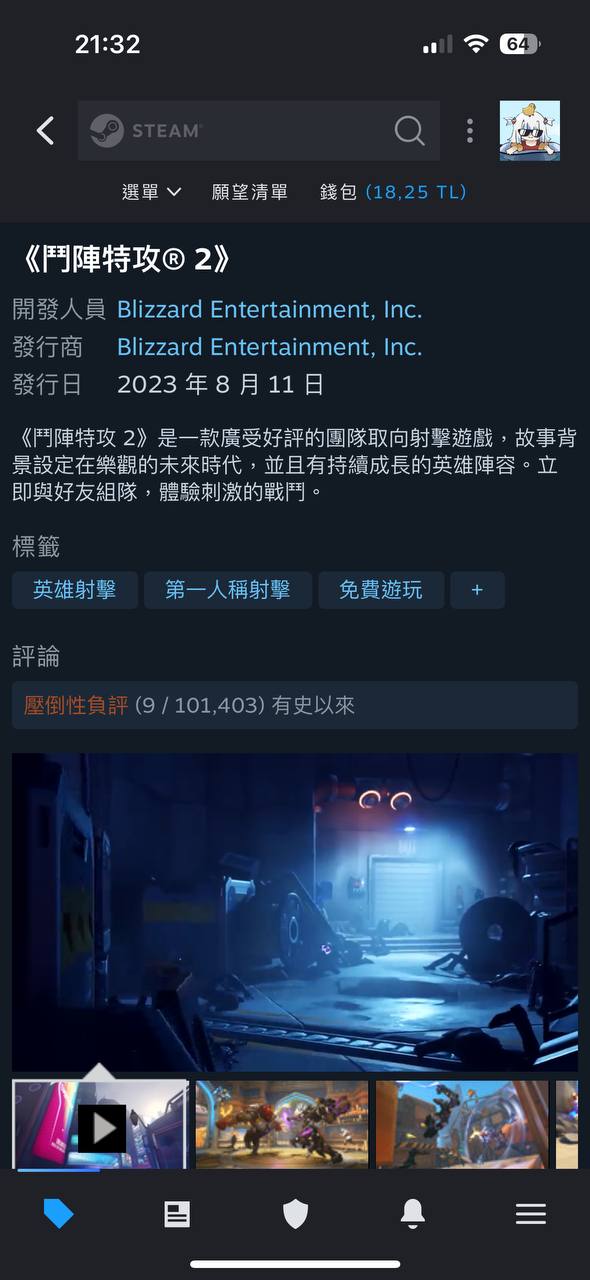 21:32
64
STEAM®
選單 願望清單 錢包 (18,25 TL)
《鬥陣特攻® 2》
開發人員 Blizzard Entertainment, Inc.
發行商 Blizzard Entertainment, Inc.
發行日 2023 年 8 月 11 日
《鬥陣特攻 2》是一款廣受好評的團隊取向射擊遊戲，故事背
景設定在樂觀的未來時代，並且有持續成長的英雄陣容。立
即與好友組隊，體驗刺激的戰鬥。
標籤
英雄射擊 第一人稱射擊 免費遊玩 +
評論
壓倒性負評 (9 / 101,403) 有史以來